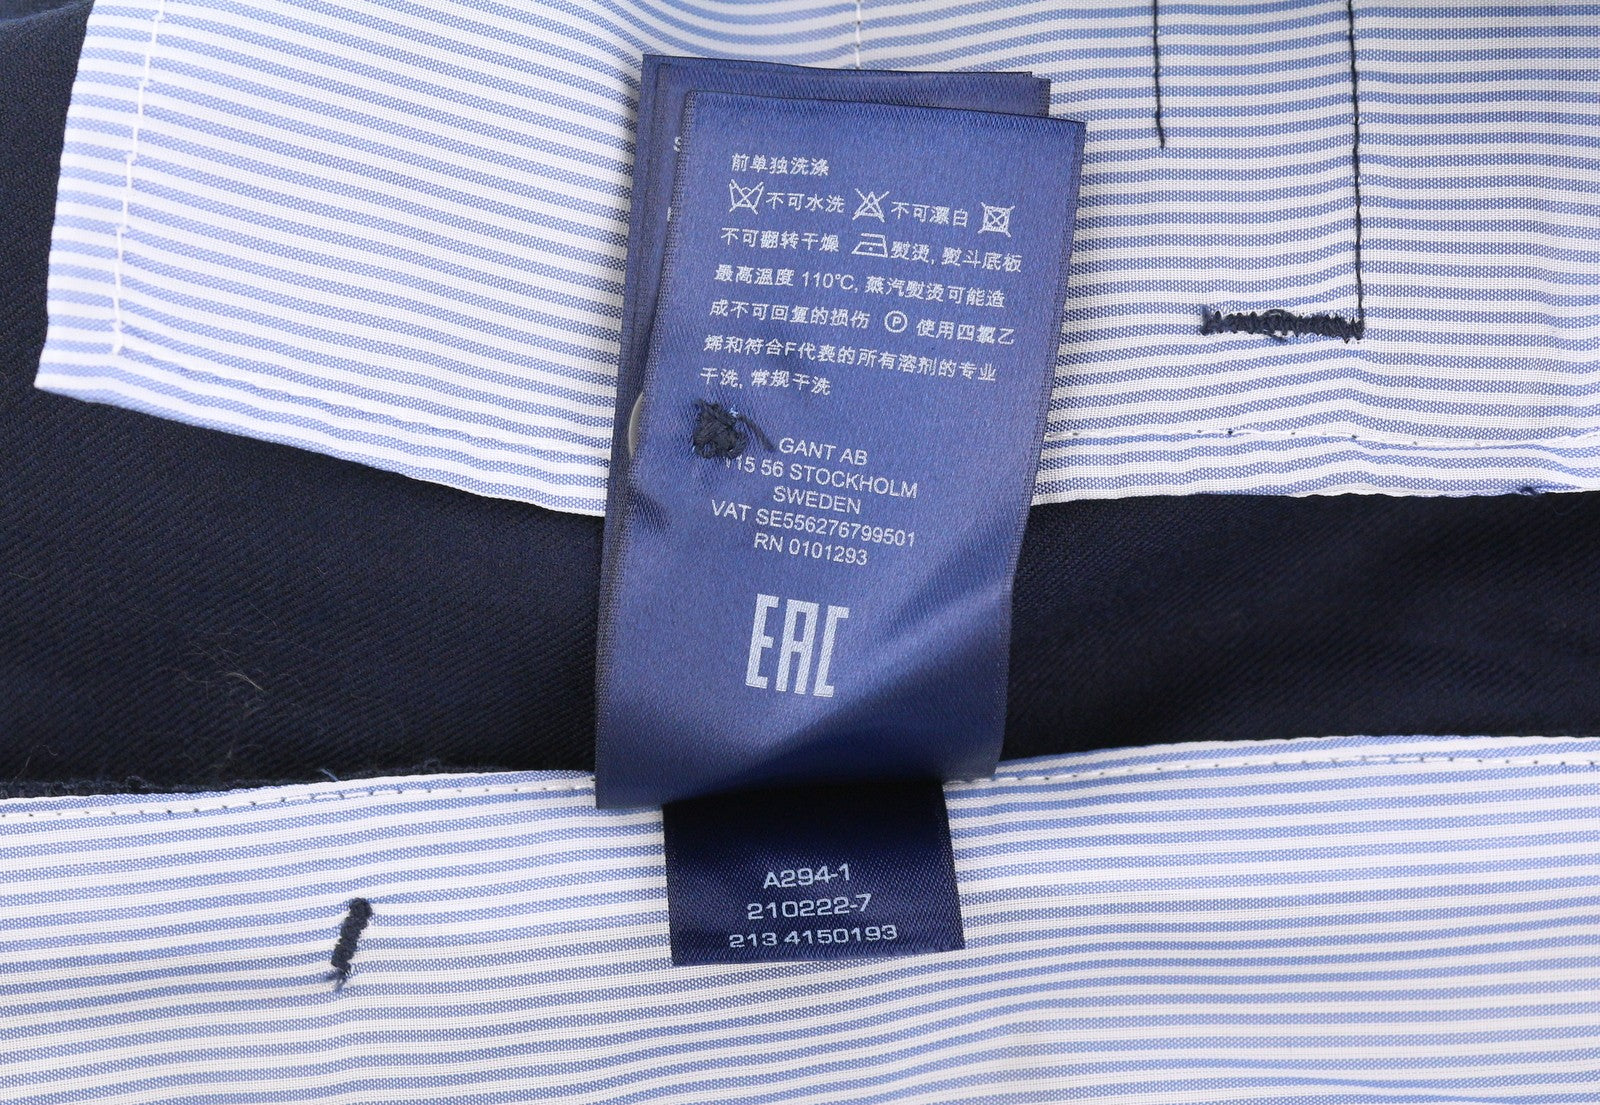 前单独洗涤
不可水洗 不可漂白
不可翻转干燥 熨烫, 熨斗底板
最高温度 110°C, 蒸汽熨烫可能造
成不可回复的损伤 P 使用四氯乙
烯和符合F代表的所有溶剂的专业
干洗, 常规干洗
GANT AB
115 56 STOCKHOLM
SWEDEN
VAT SE556276799501
RN 0101293
EAC
A294-1
210222-7
213 4150193